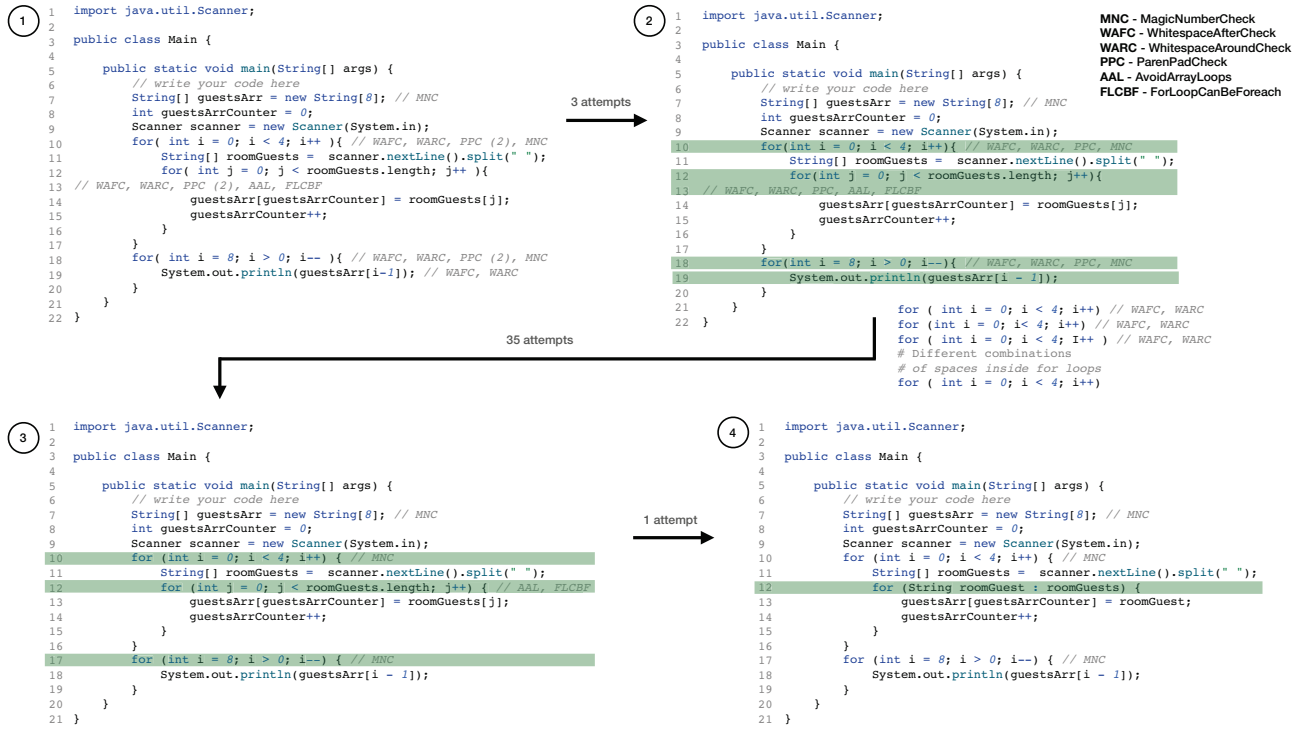 1
1 import java.util.Scanner;
2
3 public class Main {
4
5 public static void main(String[] args) {
6 // write your code here
7 String[] guestsArr = new String[8]; // MNC
8 int guestsArrCounter = 0;
9 Scanner scanner = new Scanner(System.in);
10 for( int i = 0; i < 4; i++ ){ // WAFC, WARC, PPC (2), MNC
11 String[] roomGuests =  scanner.nextLine().split(" ");
12 for( int j = 0; j < roomGuests.length; j++ ){
13 // WAFC, WARC, PPC (2), AAL, FLCBF
14 guestsArr[guestsArrCounter] = roomGuests[j];
15 guestsArrCounter++;
16 }
17 }
18 for( int i = 8; i > 0; i-- ){ // WAFC, WARC, PPC (2), MNC
19 System.out.println(guestsArr[i-1]); // WAFC, WARC
20 }
21 }
22 }
3 attempts
2
1 import java.util.Scanner;
2
3 public class Main {
4
5 public static void main(String[] args) {
6 // write your code here
7 String[] guestsArr = new String[8]; // MNC
8 int guestsArrCounter = 0;
9 Scanner scanner = new Scanner(System.in);
10 for(int i = 0; i < 4; i++){ // WAFC, WARC, PPC, MNC
11 String[] roomGuests =  scanner.nextLine().split(" ");
12 for(int j = 0; j < roomGuests.length; j++){
13 // WAFC, WARC, PPC, AAL, FLCBF
14 guestsArr[guestsArrCounter] = roomGuests[j];
15 guestsArrCounter++;
16 }
17 }
18 for(int i = 8; i > 0; i--){ // WAFC, WARC, PPC, MNC
19 System.out.println(guestsArr[i - 1]);
20 }
21 }
22 }
MNC - MagicNumberCheck
WAFC - WhitespaceAfterCheck
WARC - WhitespaceAroundCheck
PPC - ParenPadCheck
AAL - AvoidArrayLoops
FLCBF - ForLoopCanBeForeach
for ( int i = 0; i < 4; i++) // WAFC, WARC
for (int i = 0; i< 4; i++) // WAFC, WARC
for ( int i = 0; i < 4; I++ ) // WAFC, WARC
# Different combinations
# of spaces inside for loops
for ( int i = 0; i < 4; i++)
35 attempts
3
1 import java.util.Scanner;
2
3 public class Main {
4
5 public static void main(String[] args) {
6 // write your code here
7 String[] guestsArr = new String[8]; // MNC
8 int guestsArrCounter = 0;
9 Scanner scanner = new Scanner(System.in);
10 for (int i = 0; i < 4; i++) { // MNC
11 String[] roomGuests =  scanner.nextLine().split(" ");
12 for (int j = 0; j < roomGuests.length; j++) { // AAL, FLCBF
13 guestsArr[guestsArrCounter] = roomGuests[j];
14 guestsArrCounter++;
15 }
16 }
17 for (int i = 8; i > 0; i--) { // MNC
18 System.out.println(guestsArr[i - 1]);
19 }
20 }
21 }
1 attempt
4
1 import java.util.Scanner;
2
3 public class Main {
4
5 public static void main(String[] args) {
6 // write your code here
7 String[] guestsArr = new String[8]; // MNC
8 int guestsArrCounter = 0;
9 Scanner scanner = new Scanner(System.in);
10 for (int i = 0; i < 4; i++) { // MNC
11 String[] roomGuests =  scanner.nextLine().split(" ");
12 for (String roomGuest : roomGuests) {
13 guestsArr[guestsArrCounter] = roomGuest;
14 guestsArrCounter++;
15 }
16 }
17 for (int i = 8; i > 0; i--) { // MNC
18 System.out.println(guestsArr[i - 1]);
19 }
20 }
21 }